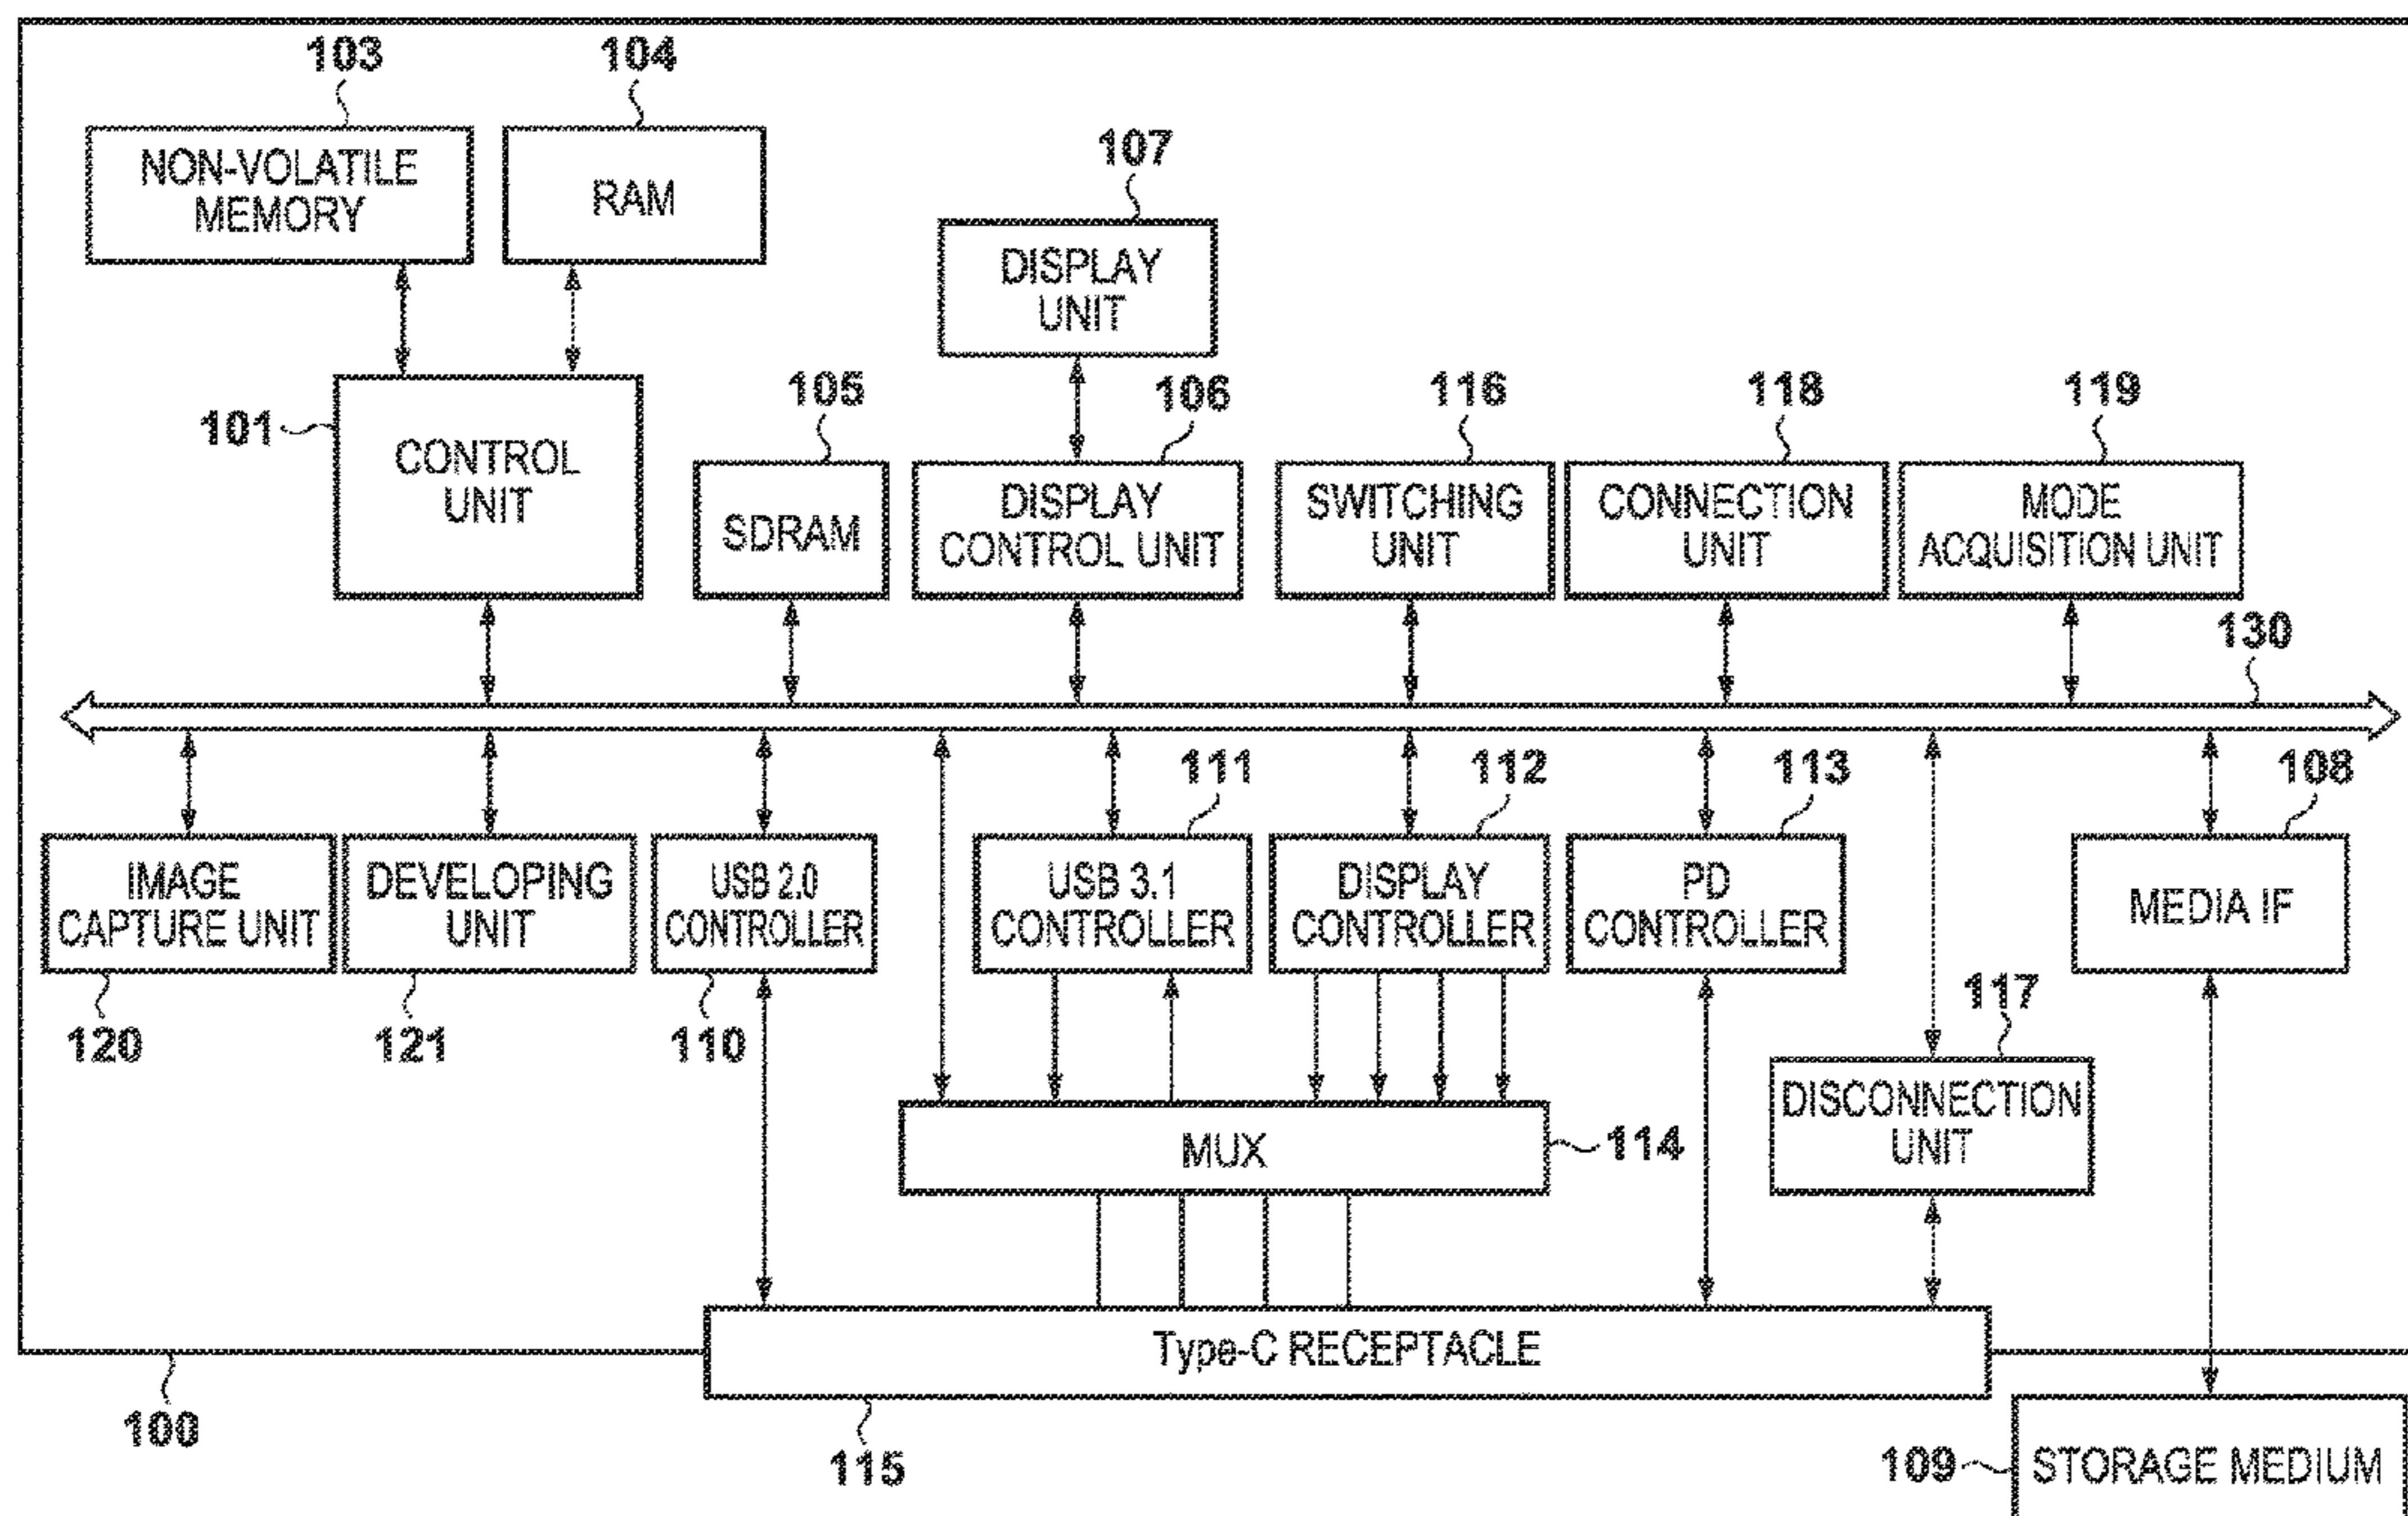 103
104
NON-VOLATILE
MEMORY
RAM
107
DISPLAY
UNIT
101
CONTROL
UNIT
105
SDRAM
106
DISPLAY
CONTROL UNIT
116
SWITCHING
UNIT
118
CONNECTION
UNIT
119
MODE
ACQUISITION UNIT
130
IMAGE
CAPTURE UNIT
120
DEVELOPING
UNIT
121
USB 2.0
CONTROLLER
110
111
USB 3.1
CONTROLLER
112
DISPLAY
CONTROLLER
113
PD
CONTROLLER
108
MEDIA IF
117
DISCONNECTION
UNIT
MUX
114
Type-C RECEPTACLE
100
115
109
STORAGE MEDIUM